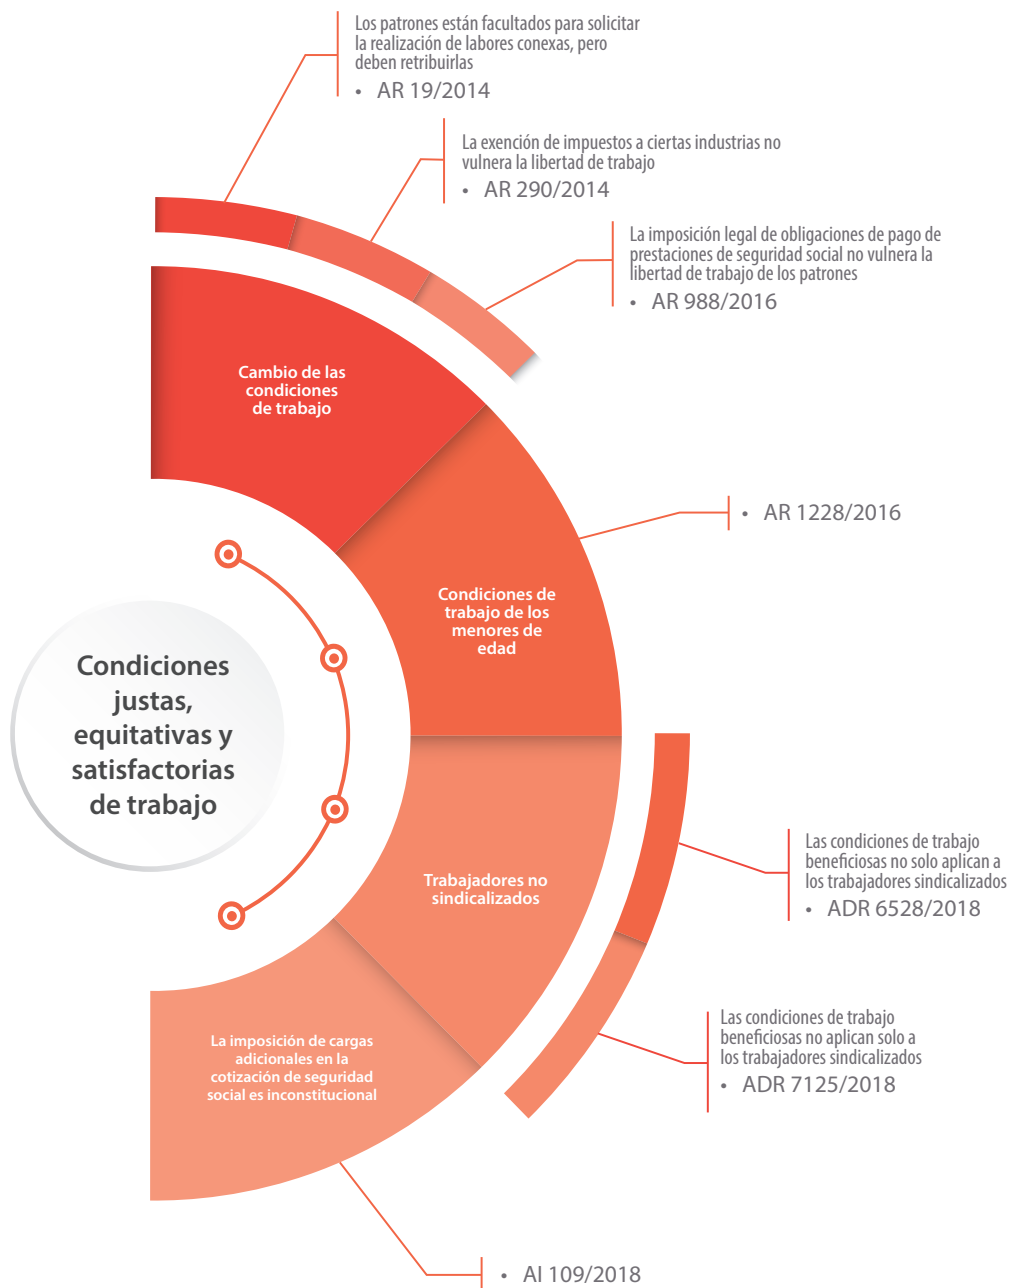 Los patrones están facultados para solicitar
la realización de labores conexas, pero
deben retribuirlas
• AR 19/2014
La exención de impuestos a ciertas industrias no
vulnera la libertad de trabajo
• AR 290/2014
La imposición legal de obligaciones de pago de
prestaciones de seguridad social no vulnera la
libertad de trabajo de los patrones
• AR 988/2016
Cambio de las
condiciones
de trabajo
• AR 1228/2016
Condiciones de
trabajo de los
menores de
edad
Condiciones
justas,
equitativas y
satisfactorias
de trabajo
Trabajadores no
sindicalizados
Las condiciones de trabajo
beneficiosas no solo aplican a
los trabajadores sindicalizados
• ADR 6528/2018
Las condiciones de trabajo
beneficiosas no aplican solo a
los trabajadores sindicalizados
• ADR 7125/2018
La imposición de cargas
adicionales en la
cotización de seguridad
social es inconstitucional
• AI 109/2018